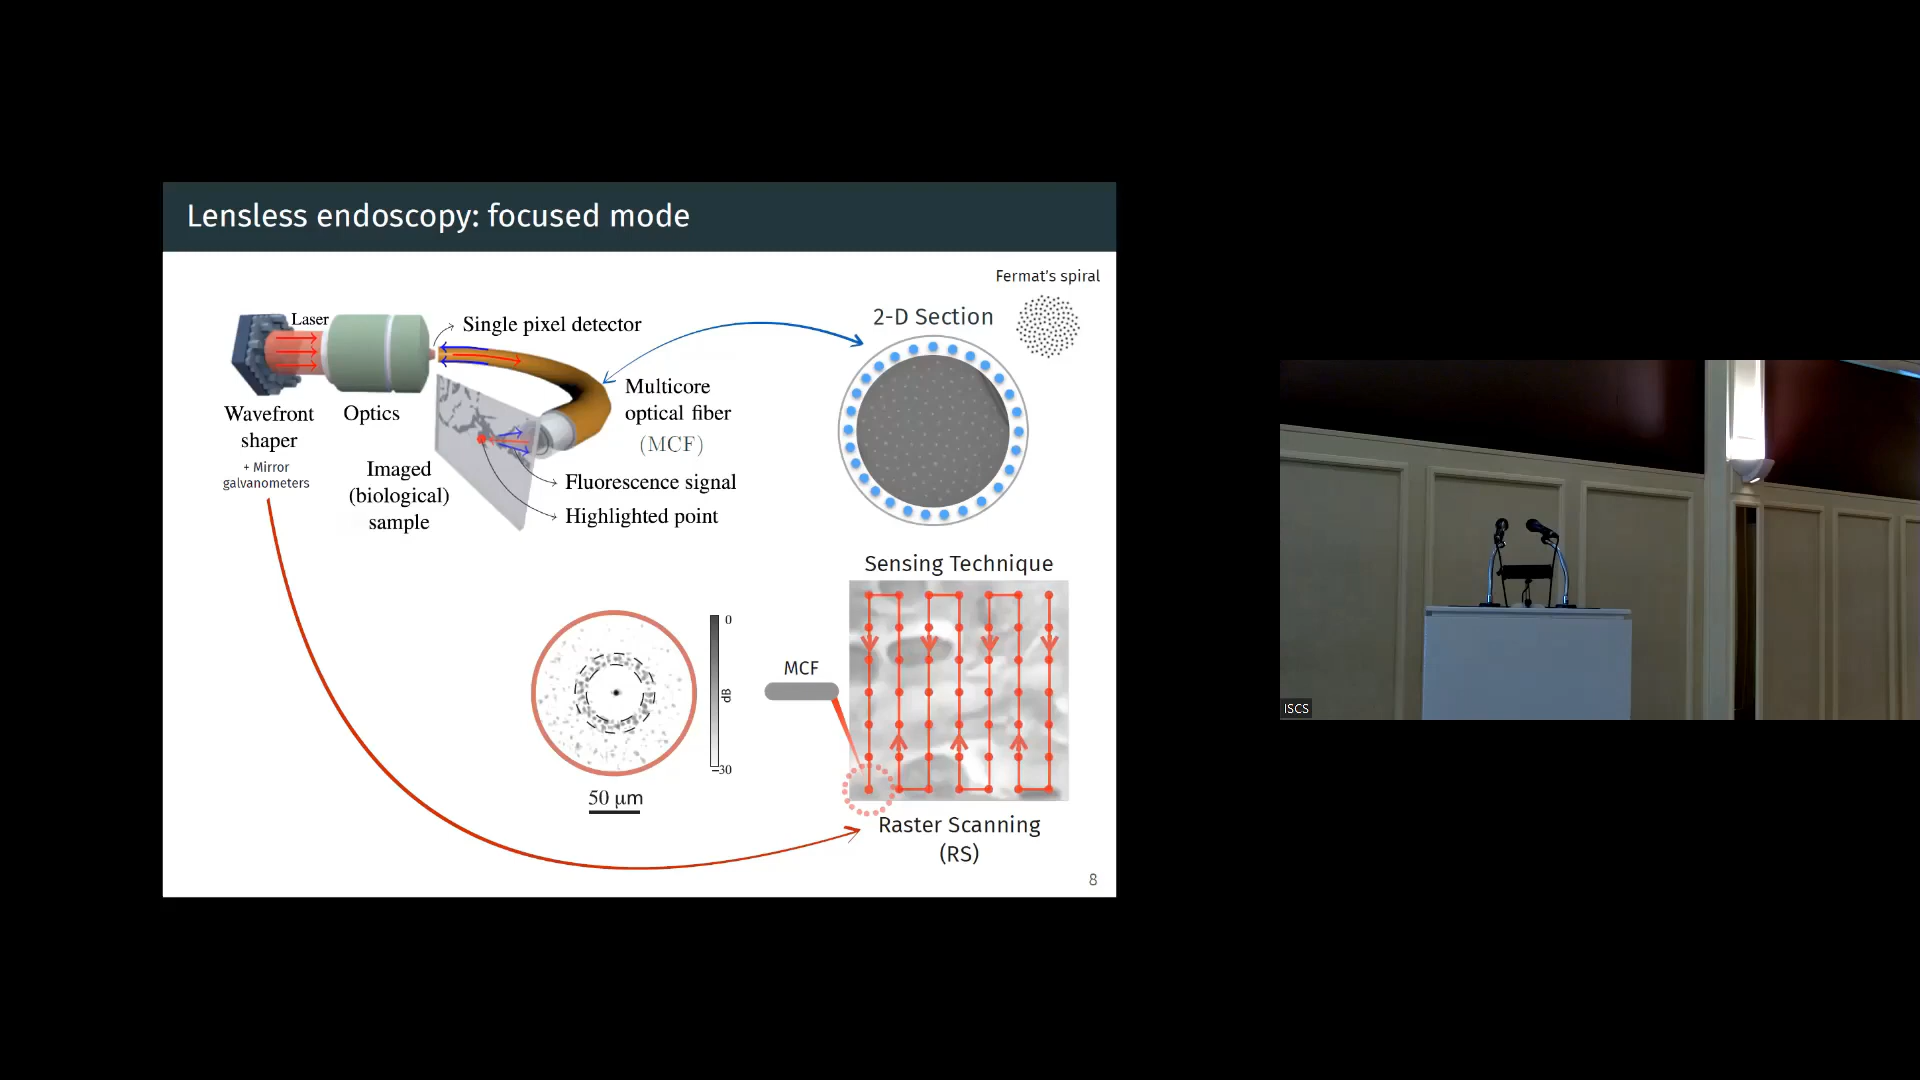 Lensless endoscopy: focused mode
Fermat's spiral
2-D Section
Laser
Single pixel detector
Multicore
optical fiber
(MCF)
Wavefront
shaper
+ Mirror
galvanometers
Optics
Imaged
(biological)
sample
Fluorescence signal
Highlighted point
Sensing Technique
0
dB
−30
50 μm
MCF
Raster Scanning
(RS)
8
ISCS